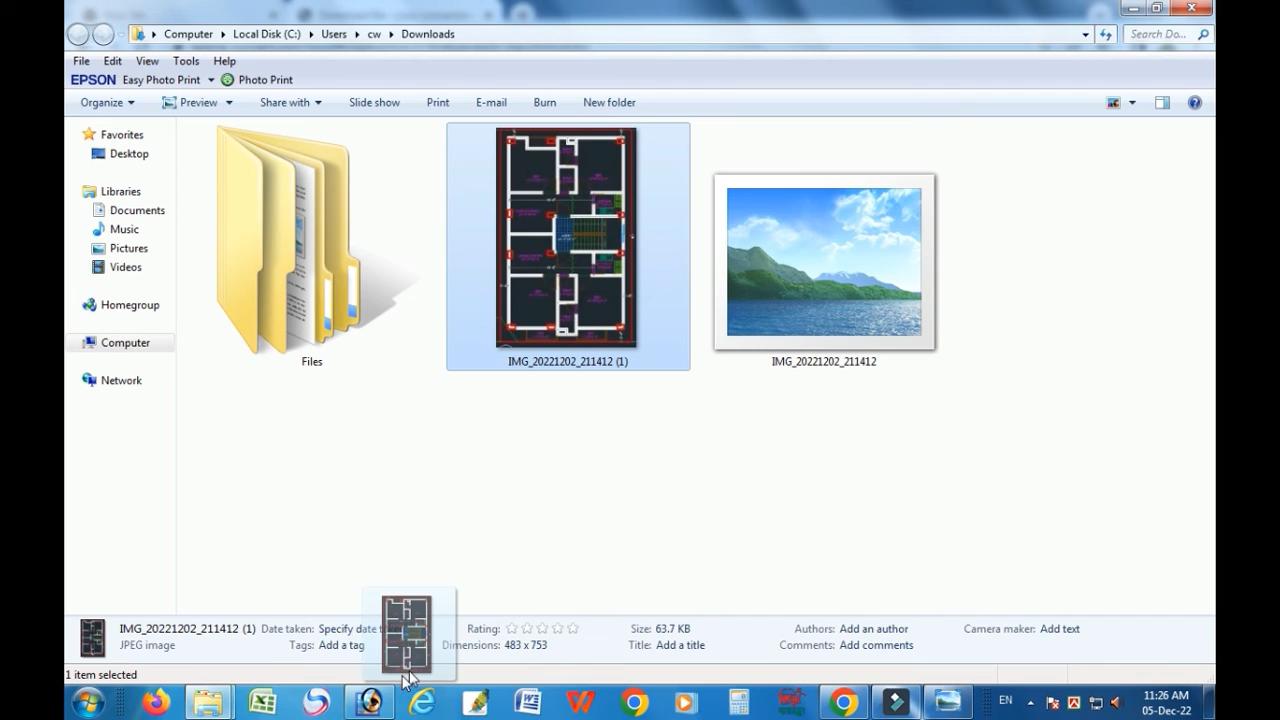 Computer Local Disk (C:) Users cw Downloads Search Do...
File Edit View Tools Help
EPSON Easy Photo Print Photo Print
Organize Preview Share with Slide show Print E-mail Burn New folder
Favorites
Desktop
Libraries
Documents
Music
Pictures
Videos
Homegroup
Computer
Network
Files
IMG_20221202_211412 (1)
IMG_20221202_211412
IMG_20221202_211412 (1) Date taken: Specify date Rating: Size: 63.7 KB Authors: Add an author Camera maker: Add text
JPEG image Tags: Add a tag Dimensions: 483 x 753 Title: Add a title Comments: Add comments
1 item selected
EN 11:26 AM
05-Dec-22